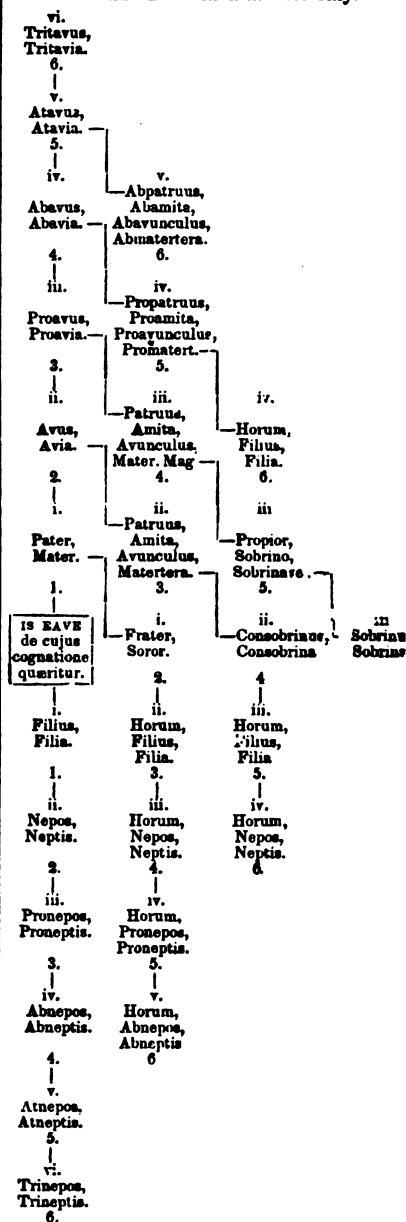 vi.
Tritavus,
Tritavia.
6.
v.
Atavus,
Atavia.
5.
iv.
Abavus,
Abavia.
4.
iii.
Proavus,
Proavia.
3.
ii.
Avus,
Avia.
2.
i.
Pater,
Mater.
1.
IS EAVE
de cujus
cognatione
quæritur.
i.
Filius,
Filia.
1.
ii.
Nepos,
Neptis.
2.
iii.
Pronepos,
Proneptis.
3.
iv.
Abnepos,
Abneptis.
4.
v.
Atnepos,
Atneptis.
5.
vi.
Trinepos,
Trineptis.
6.
v.
Abpatruus,
Abamita,
Abavunculus,
Abmatertera.
6.
iv.
Propatruus,
Proamita,
Proavunculus,
Promatert.
5.
iii.
Patruus,
Amita,
Avunculus,
Mater. Mag
4.
ii.
Patruus,
Amita,
Avunculus,
Matertera.
3.
i.
Frater,
Soror.
2.
ii.
Horum,
Filius,
Filia.
3.
iii.
Horum,
Nepos,
Neptis.
4.
iv.
Horum,
Pronepos,
Proneptis.
5.
v.
Horum,
Abnepos,
Abneptis
6
iv.
Horum,
Filius,
Filia.
6.
iii
Propior,
Sobrino,
Sobrinave.
5.
ii.
Consobrinus,
Consobrina
4
iii.
Horum,
Filius,
Filia
5.
iv.
Horum,
Nepos,
Neptis.
6.
Sobrinu
Sobrina